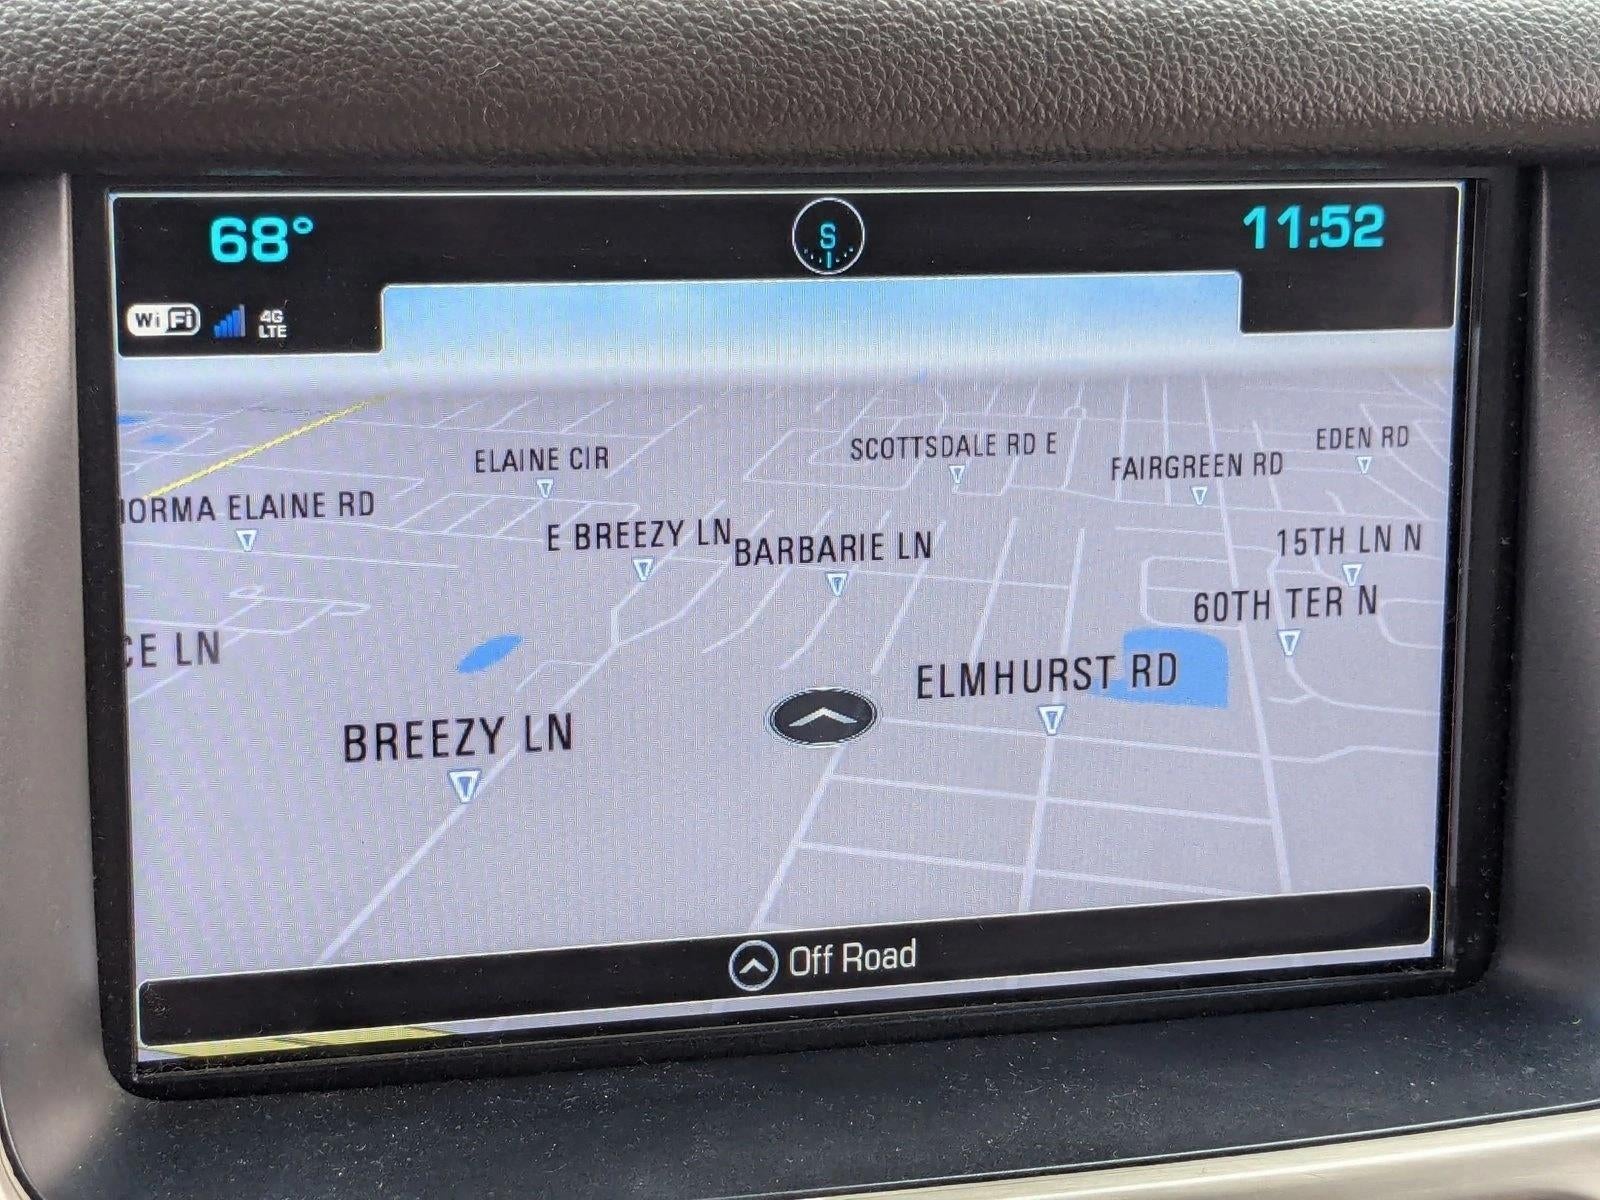 68°
S
11:52
WiFi
4G
LTE
EDEN RD
SCOTTSDALE RD E
ELAINE CIR
FAIRGREEN RD
ORMA ELAINE RD
E BREEZY LN
BARBARIE LN
15TH LN N
60TH TER N
CE LN
ELMHURST RD
BREEZY LN
Off Road